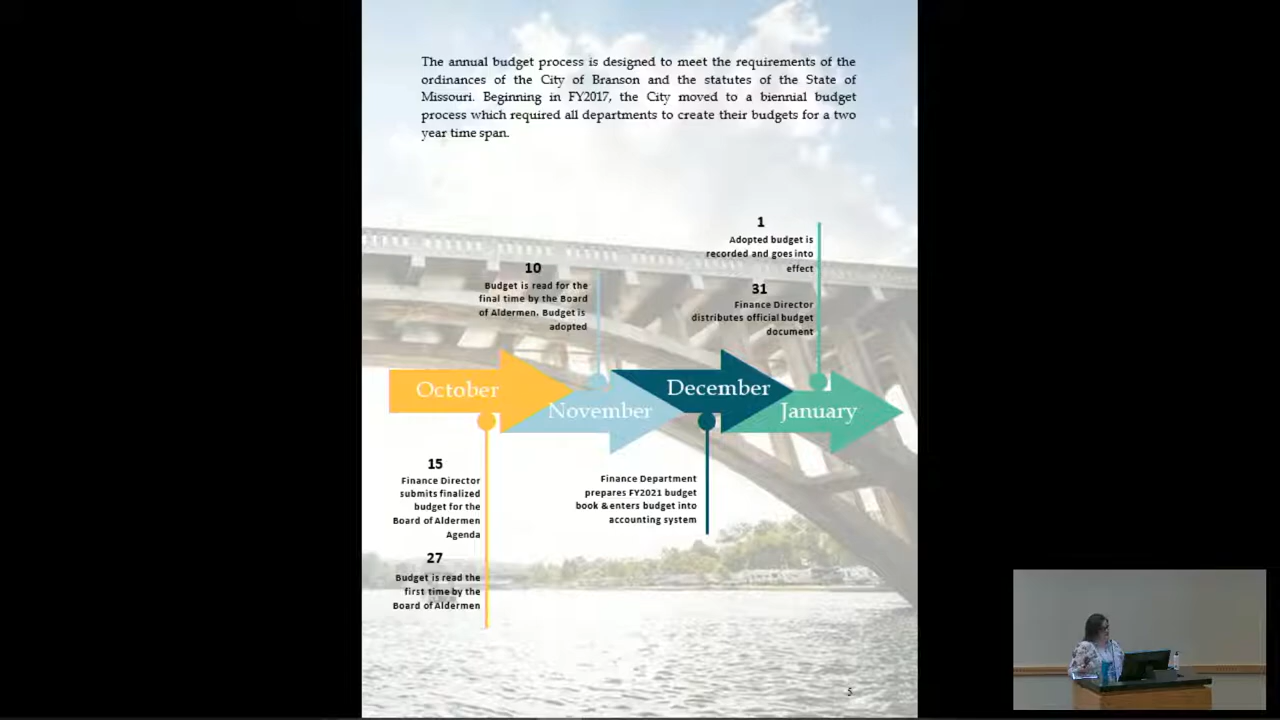 The annual budget process is designed to meet the requirements of the
ordinances of the City of Branson and the statutes of the State of
Missouri. Beginning in FY2017, the City moved to a biennial budget
process which required all departments to create their budgets for a two
year time span.
1
Adopted budget is
recorded and goes into
effect
31
Finance Director
distributes official budget
document
10
Budget is read for the
final time by the Board
of Aldermen. Budget is
adopted
October
November
December
January
15
Finance Director
submits finalized
budget for the
Board of Aldermen
Agenda
27
Budget is read the
first time by the
Board of Aldermen
Finance Department
prepares FY2021 budget
book & enters budget into
accounting system
5